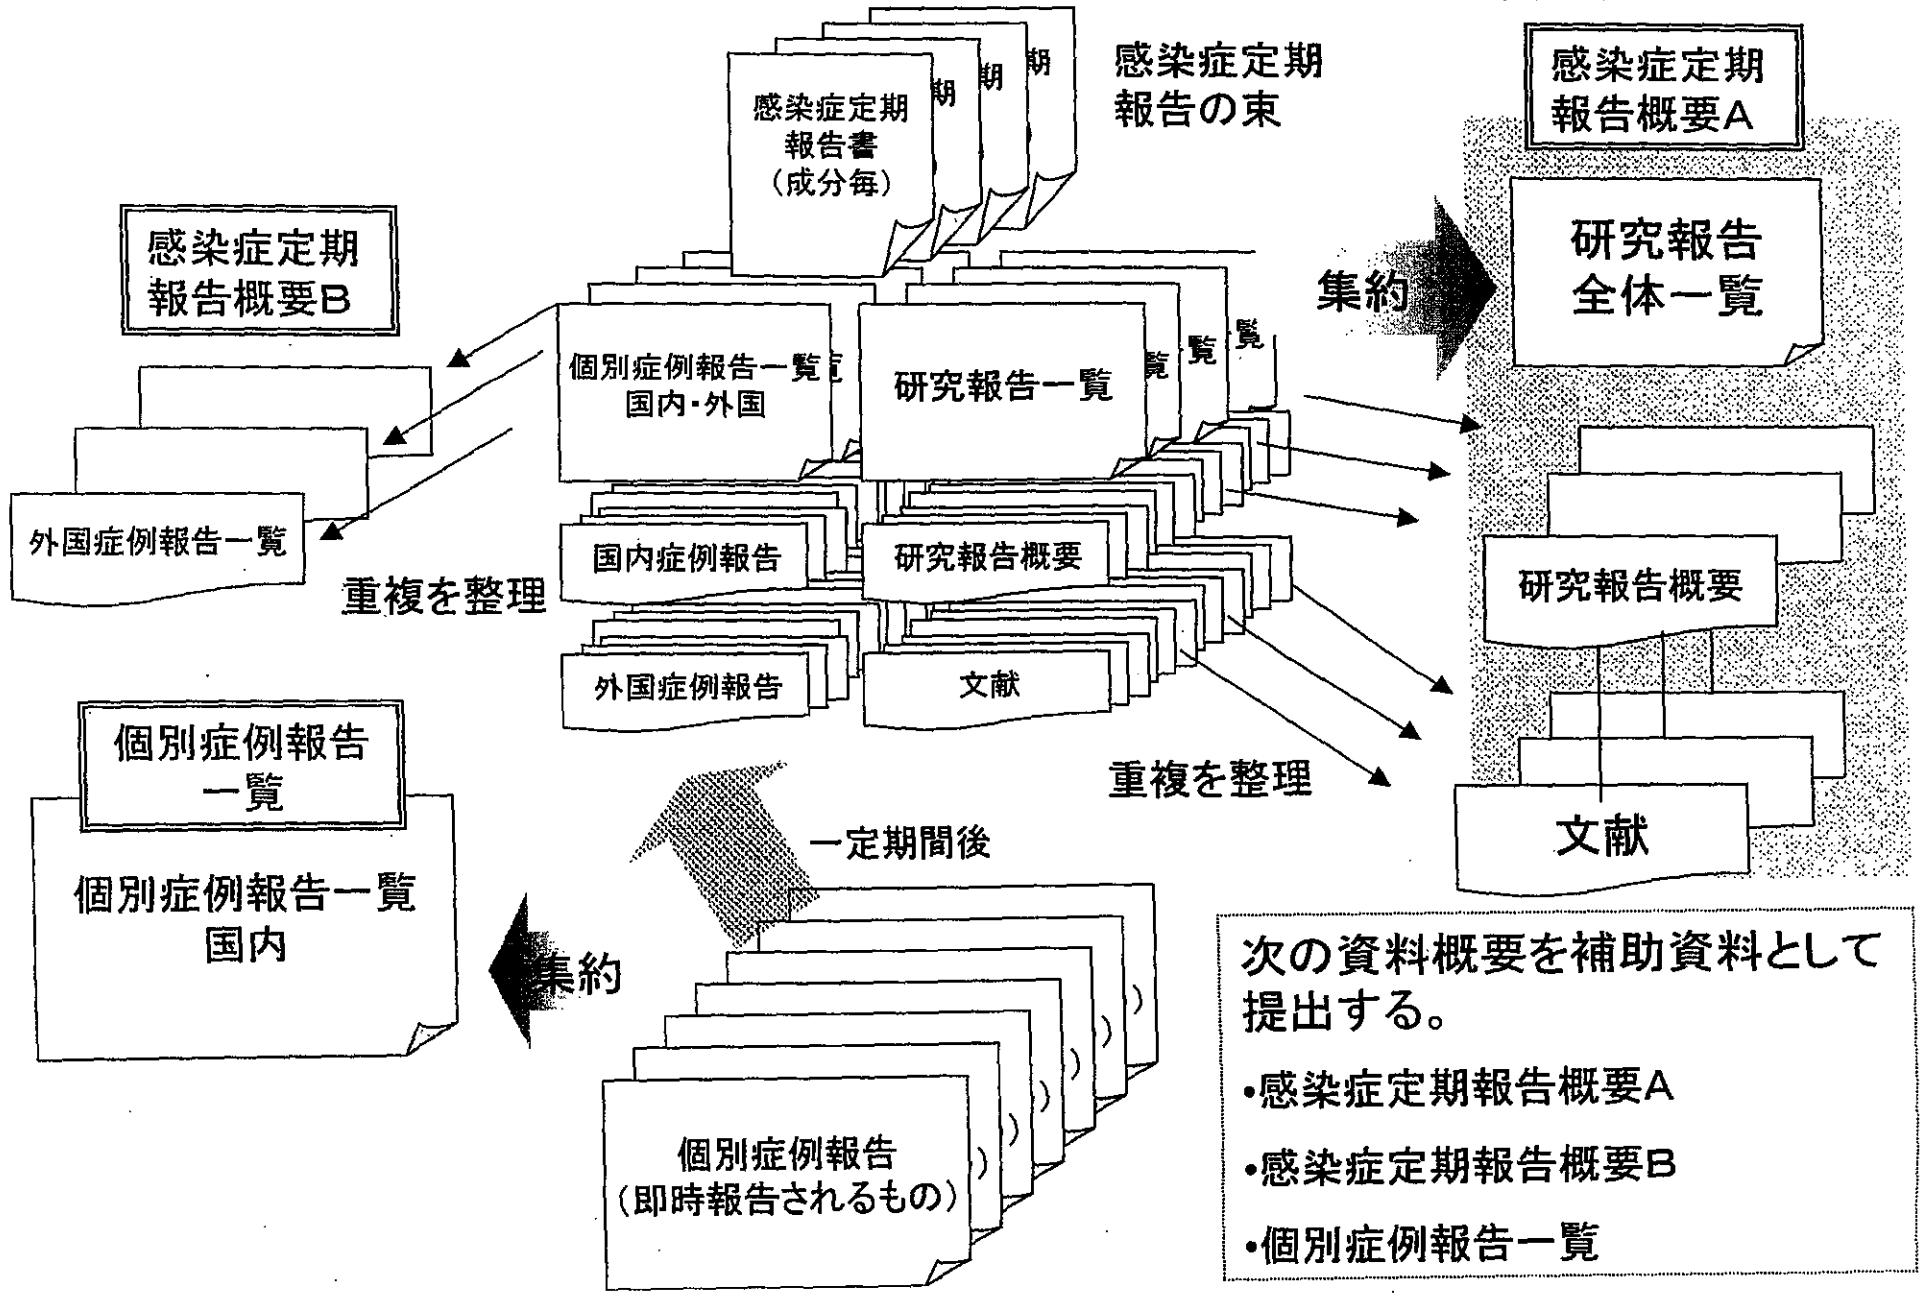 感染症定期
報告の束
感染症定期
報告概要A
期
期
期
感染症定期
報告書
(成分毎)
感染症定期
報告概要B
集約
研究報告
全体一覧
個別症例報告一覧
国内・外国
覧
研究報告一覧
覧
覧
覧
外国症例報告一覧
重複を整理
国内症例報告
研究報告概要
研究報告概要
外国症例報告
文献
重複を整理
文献
個別症例報告
一覧
個別症例報告一覧
国内
一定期間後
集約
個別症例報告
(即時報告されるもの)
)
)
)
)
)
)
次の資料概要を補助資料として
提出する。
・感染症定期報告概要A
・感染症定期報告概要B
・個別症例報告一覧